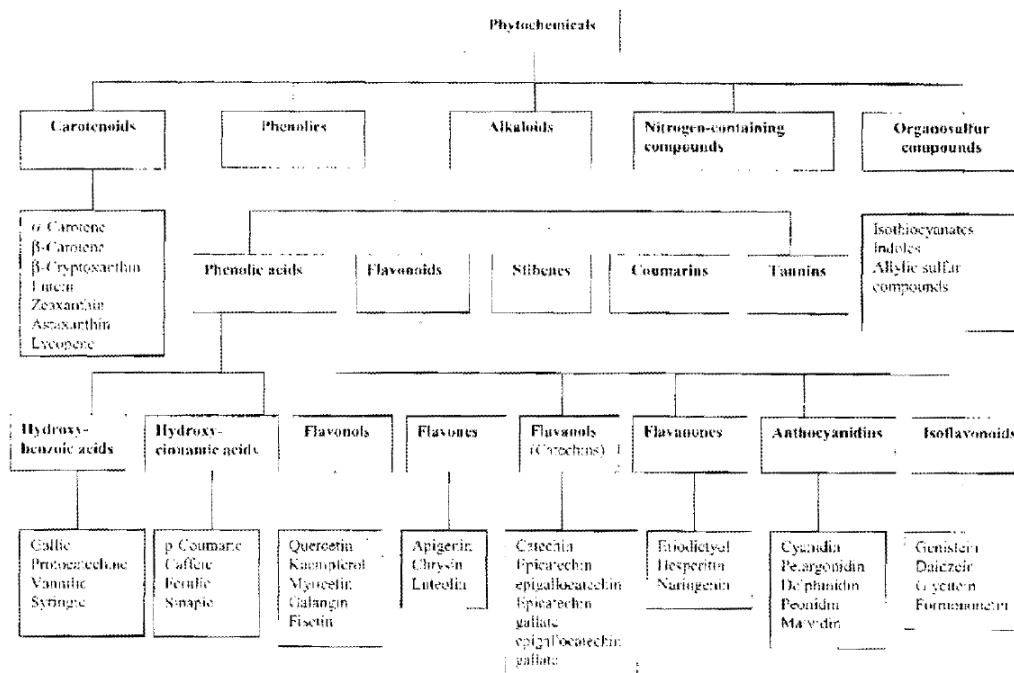 Phytochemicals
Carotenoids
Phenolics
Alkaloids
Nitrogen-containing
compounds
Organosulfur
compounds
α-Carotene
β-Carotene
β-Cryptoxanthin
Lutein
Zeaxanthin
Astaxanthin
Lycopene
Phenolic acids
Flavonoids
Stibenes
Coumarins
Tannins
Isothiocyanates
Indoles
Allylic sulfur
compounds
Hydroxy-
benzoic acids
Hydroxy-
cinnamic acids
Flavonols
Flavones
Flavanols
(Catechins)
Flavanones
Anthocyanidins
Isoflavonoids
Gallic
Protocatechuic
Vannilic
Syringic
p-Coumaric
Caffeic
Ferulic
Sinapic
Quercetin
Kaempferol
Myricetin
Galangin
Fisetin
Apigenin
Chrysin
Luteolin
Catechin
Epicatechin
epigallocatechin
Epicatechin
gallate
epigallocatechin
gallate
Eriodictyol
Hesperitin
Naringenin
Cyanidin
Pelargonidin
Delphinidin
Peonidin
Malvidin
Genistein
Daidzein
Glycitein
Formononetin